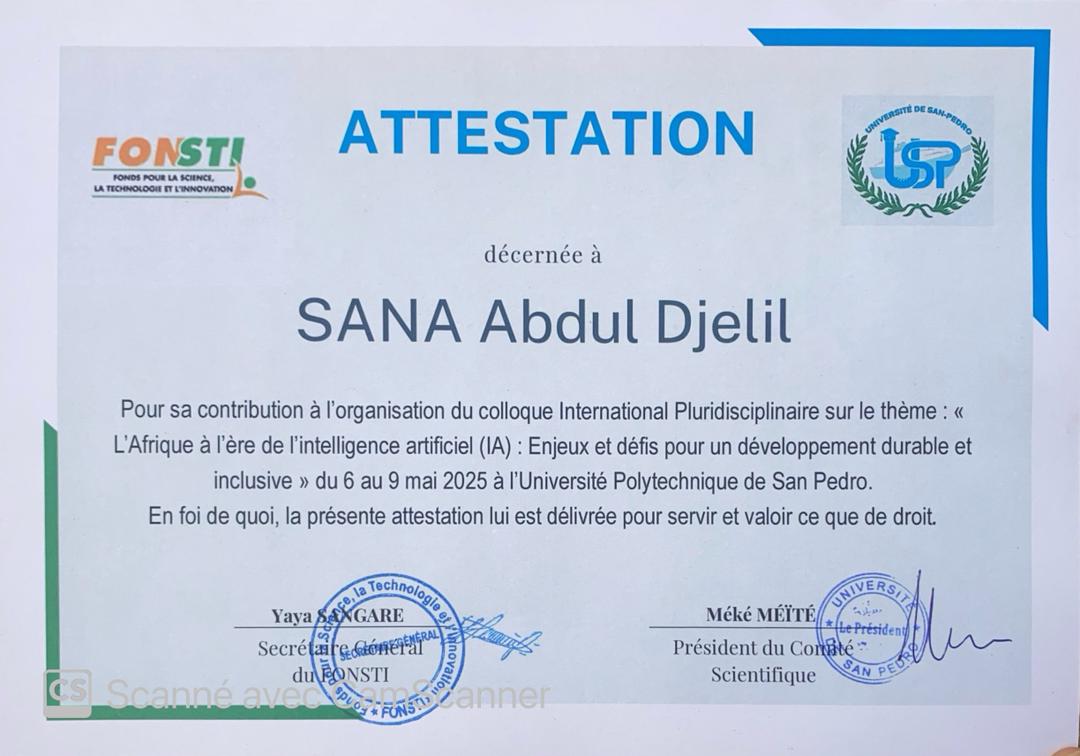 ATTESTATION
FONSTI
FONDS POUR LA SCIENCE,
LA TECHNOLOGIE ET L'INNOVATION
UNIVERSITÉ DE SAN-PEDRO
USP
décernée à
SANA Abdul Djelil
Pour sa contribution à l'organisation du colloque International Pluridisciplinaire sur le thème : «
L'Afrique à l'ère de l'intelligence artificiel (IA) : Enjeux et défis pour un développement durable et
inclusive » du 6 au 9 mai 2025 à l'Université Polytechnique de San Pedro.
En foi de quoi, la présente attestation lui est délivrée pour servir et valoir ce que de droit.
Yaya SANGARE
Secrétaire Général
du FONSTI
Fonds Pour la Science, la Technologie et l'Innovation
SECRÉTAIRE GÉNÉRAL
★ FONSTI ★
Méké MÉÏTÉ
Président du Comité
Scientifique
UNIVERSITÉ
Le Président
SAN PEDRO
CS Scanné avec CamScanner